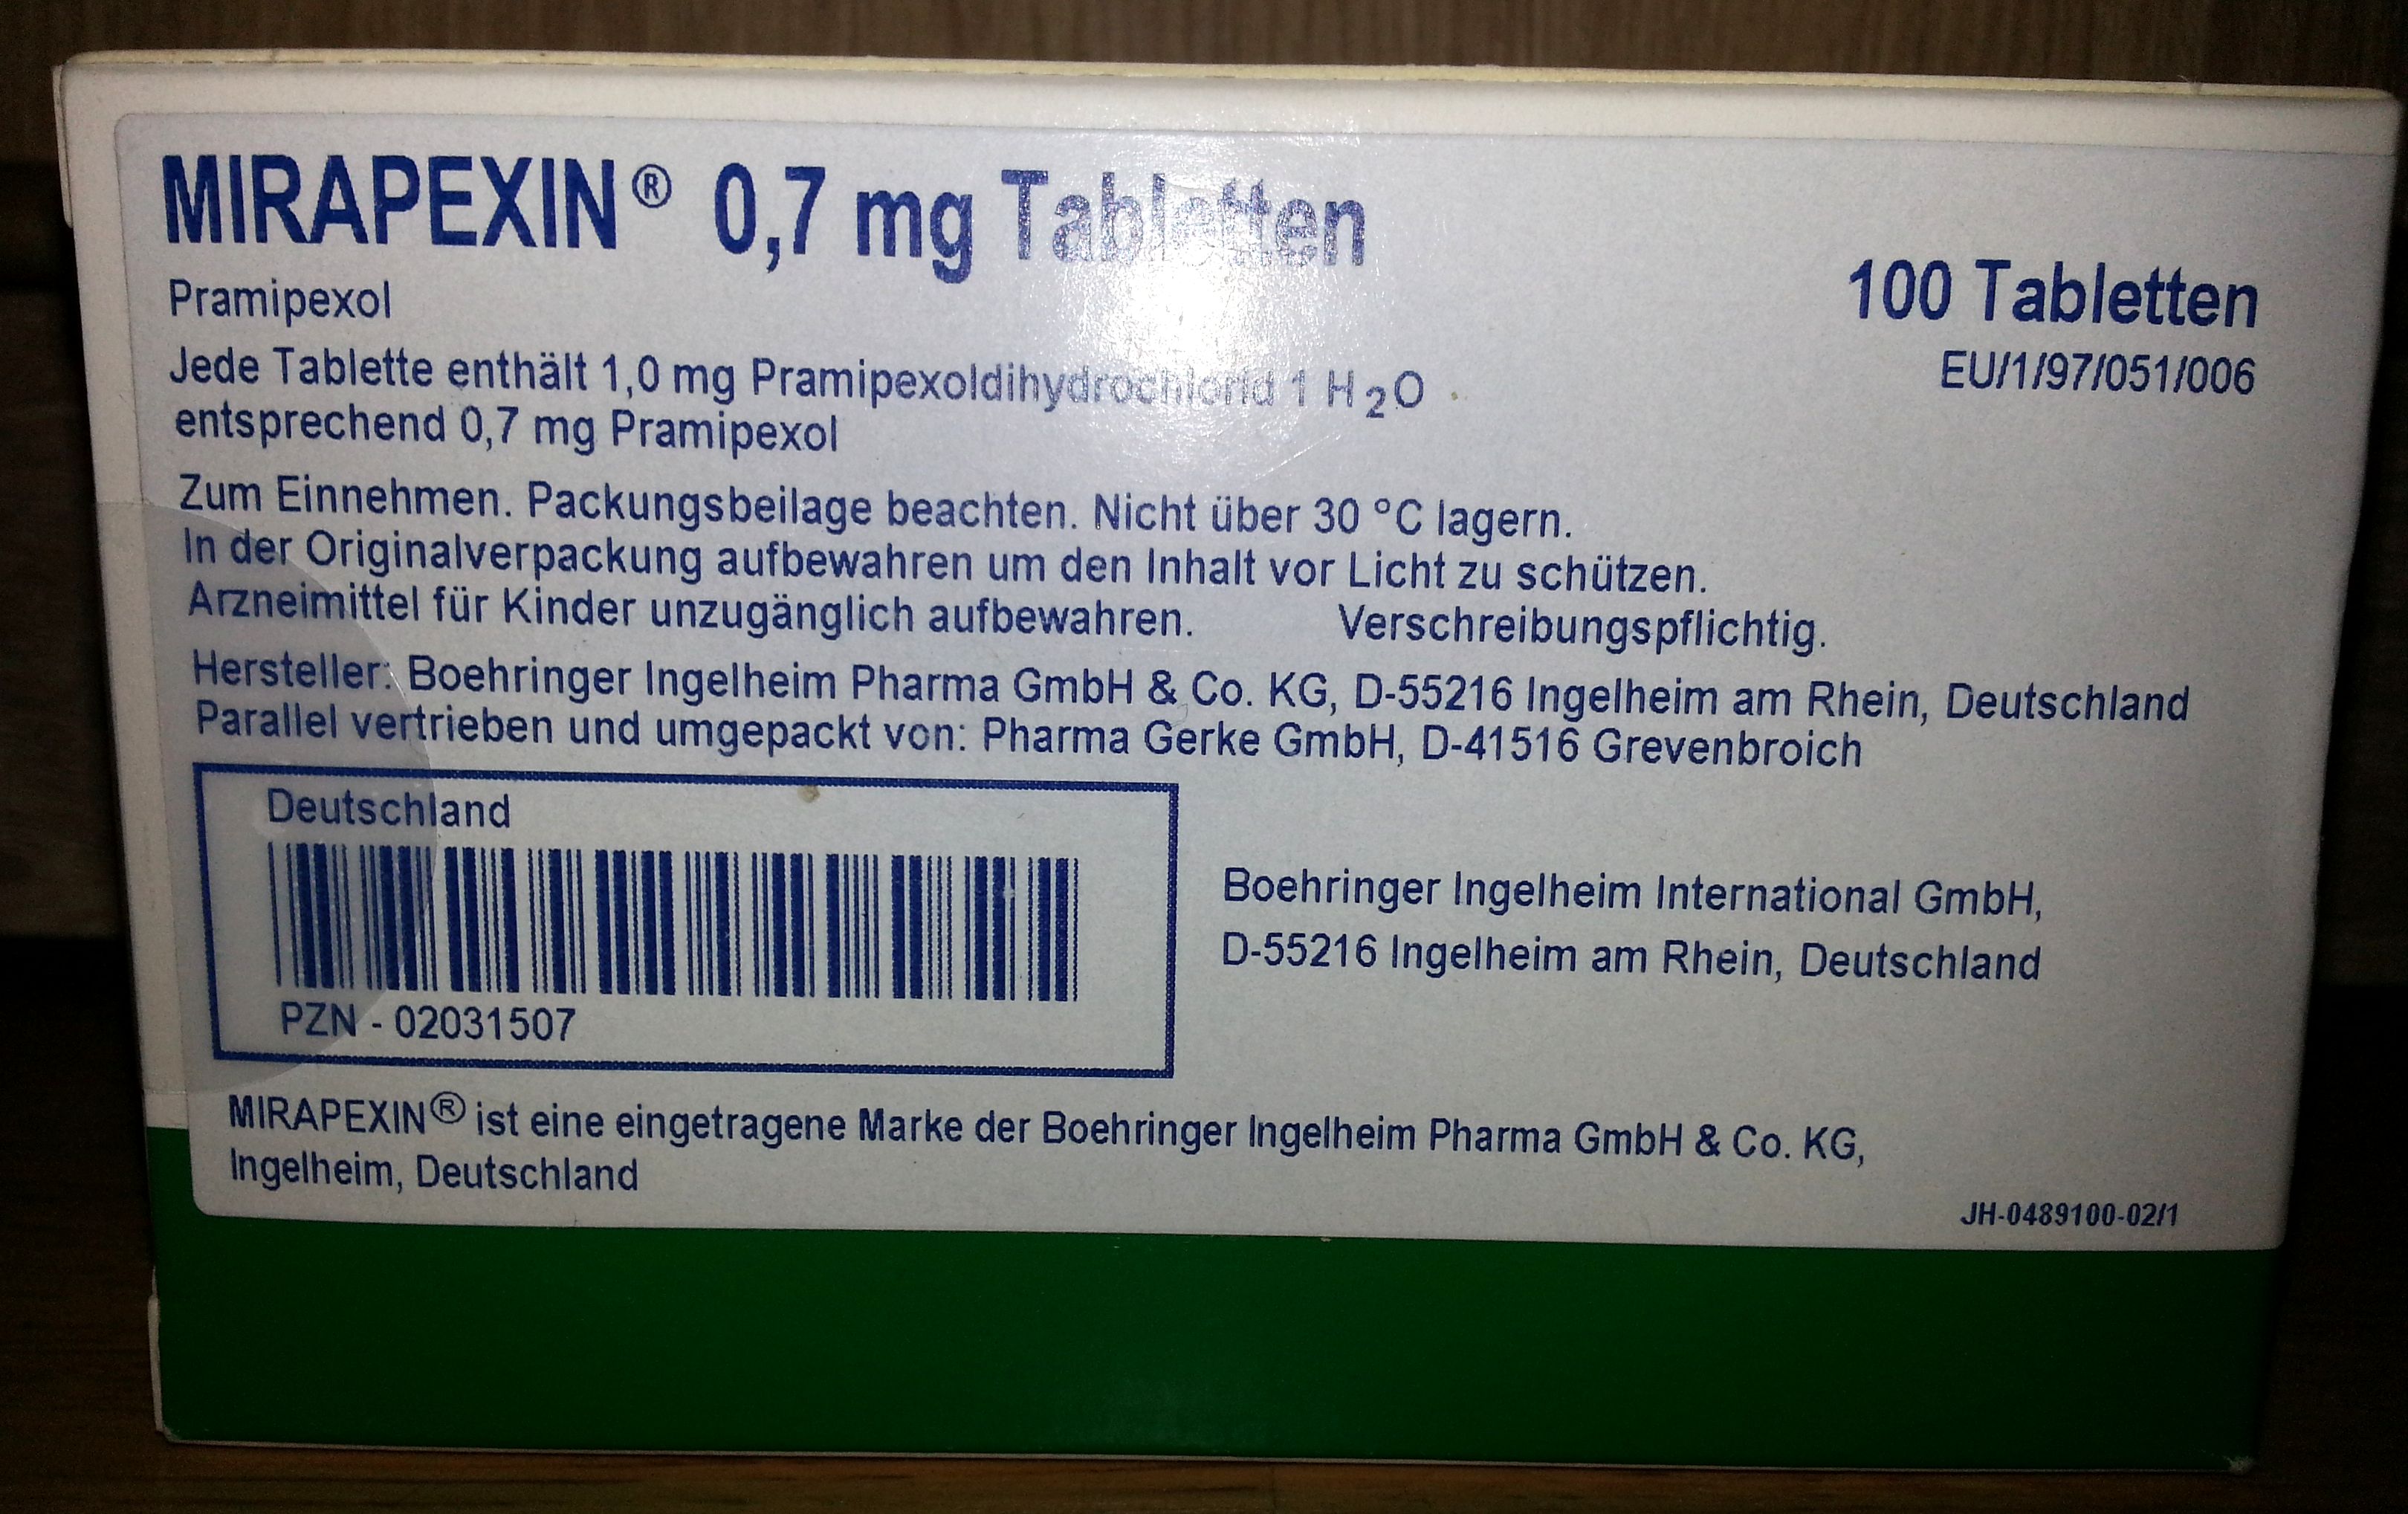 MIRAPEXIN® 0,7 mg Tabletten
Pramipexol
100 Tabletten
EU/1/97/051/006
Jede Tablette enthält 1,0 mg Pramipexoldihydrochlorid 1 H₂O
entsprechend 0,7 mg Pramipexol
Zum Einnehmen. Packungsbeilage beachten. Nicht über 30 °C lagern.
In der Originalverpackung aufbewahren um den Inhalt vor Licht zu schützen.
Arzneimittel für Kinder unzugänglich aufbewahren. Verschreibungspflichtig.
Hersteller: Boehringer Ingelheim Pharma GmbH & Co. KG, D-55216 Ingelheim am Rhein, Deutschland
Parallel vertrieben und umgepackt von: Pharma Gerke GmbH, D-41516 Grevenbroich
Deutschland
PZN - 02031507
Boehringer Ingelheim International GmbH,
D-55216 Ingelheim am Rhein, Deutschland
MIRAPEXIN® ist eine eingetragene Marke der Boehringer Ingelheim Pharma GmbH & Co. KG,
Ingelheim, Deutschland
JH-0489100-02/1